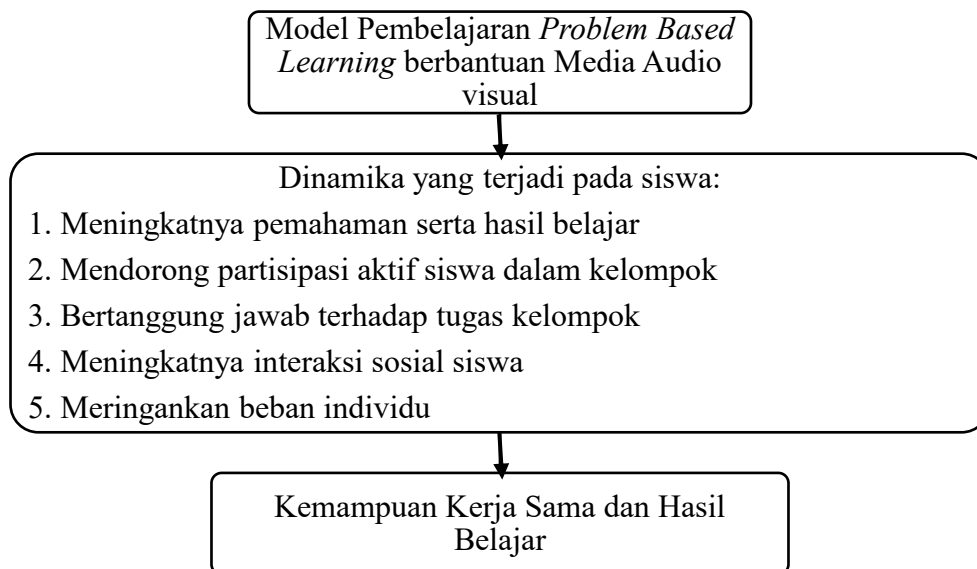 Model Pembelajaran Problem Based
Learning berbantuan Media Audio
visual
Dinamika yang terjadi pada siswa:
1. Meningkatnya pemahaman serta hasil belajar
2. Mendorong partisipasi aktif siswa dalam kelompok
3. Bertanggung jawab terhadap tugas kelompok
4. Meningkatnya interaksi sosial siswa
5. Meringankan beban individu
Kemampuan Kerja Sama dan Hasil
Belajar